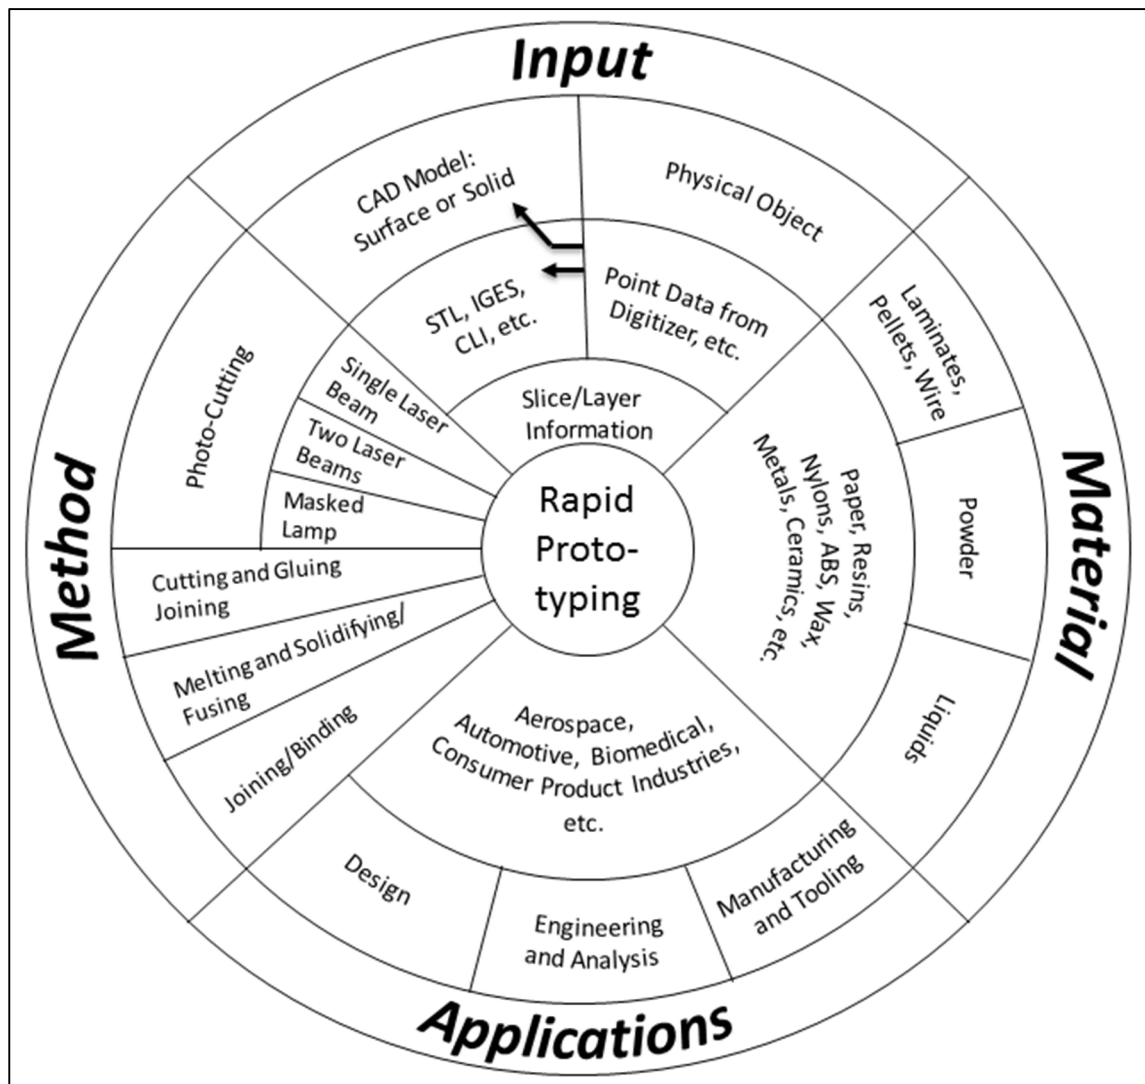 Input
CAD Model:
Surface or Solid
Physical Object
STL, IGES,
CLI, etc.
Point Data from
Digitizer, etc.
Slice/Layer
Information
Rapid
Proto-
typing
Material
Laminates,
Pellets, Wire
Powder
Liquids
Paper, Resins,
Nylons, ABS, Wax,
Metals, Ceramics, etc.
Method
Photo-Cutting
Single Laser
Beam
Two Laser
Beams
Masked
Lamp
Cutting and Gluing
Joining
Melting and Solidifying/
Fusing
Joining/Binding
Aerospace,
Automotive, Biomedical,
Consumer Product Industries,
etc.
Design
Engineering
and Analysis
Manufacturing
and Tooling
Applications